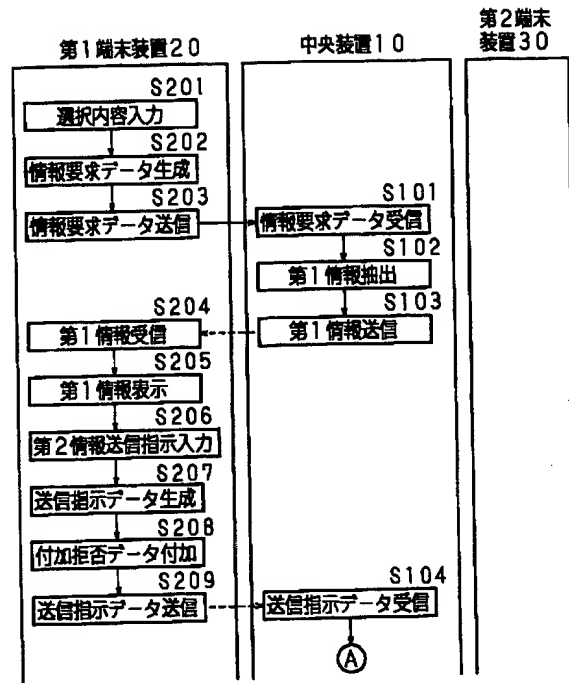 第1端末装置20
中央装置10
第2端末
装置30
S201
選択内容入力
S202
情報要求データ生成
S203
情報要求データ送信
S101
情報要求データ受信
S102
第1情報抽出
S103
第1情報送信
S204
第1情報受信
S205
第1情報表示
S206
第2情報送信指示入力
S207
送信指示データ生成
S208
付加拒否データ付加
S209
送信指示データ送信
S104
送信指示データ受信
A